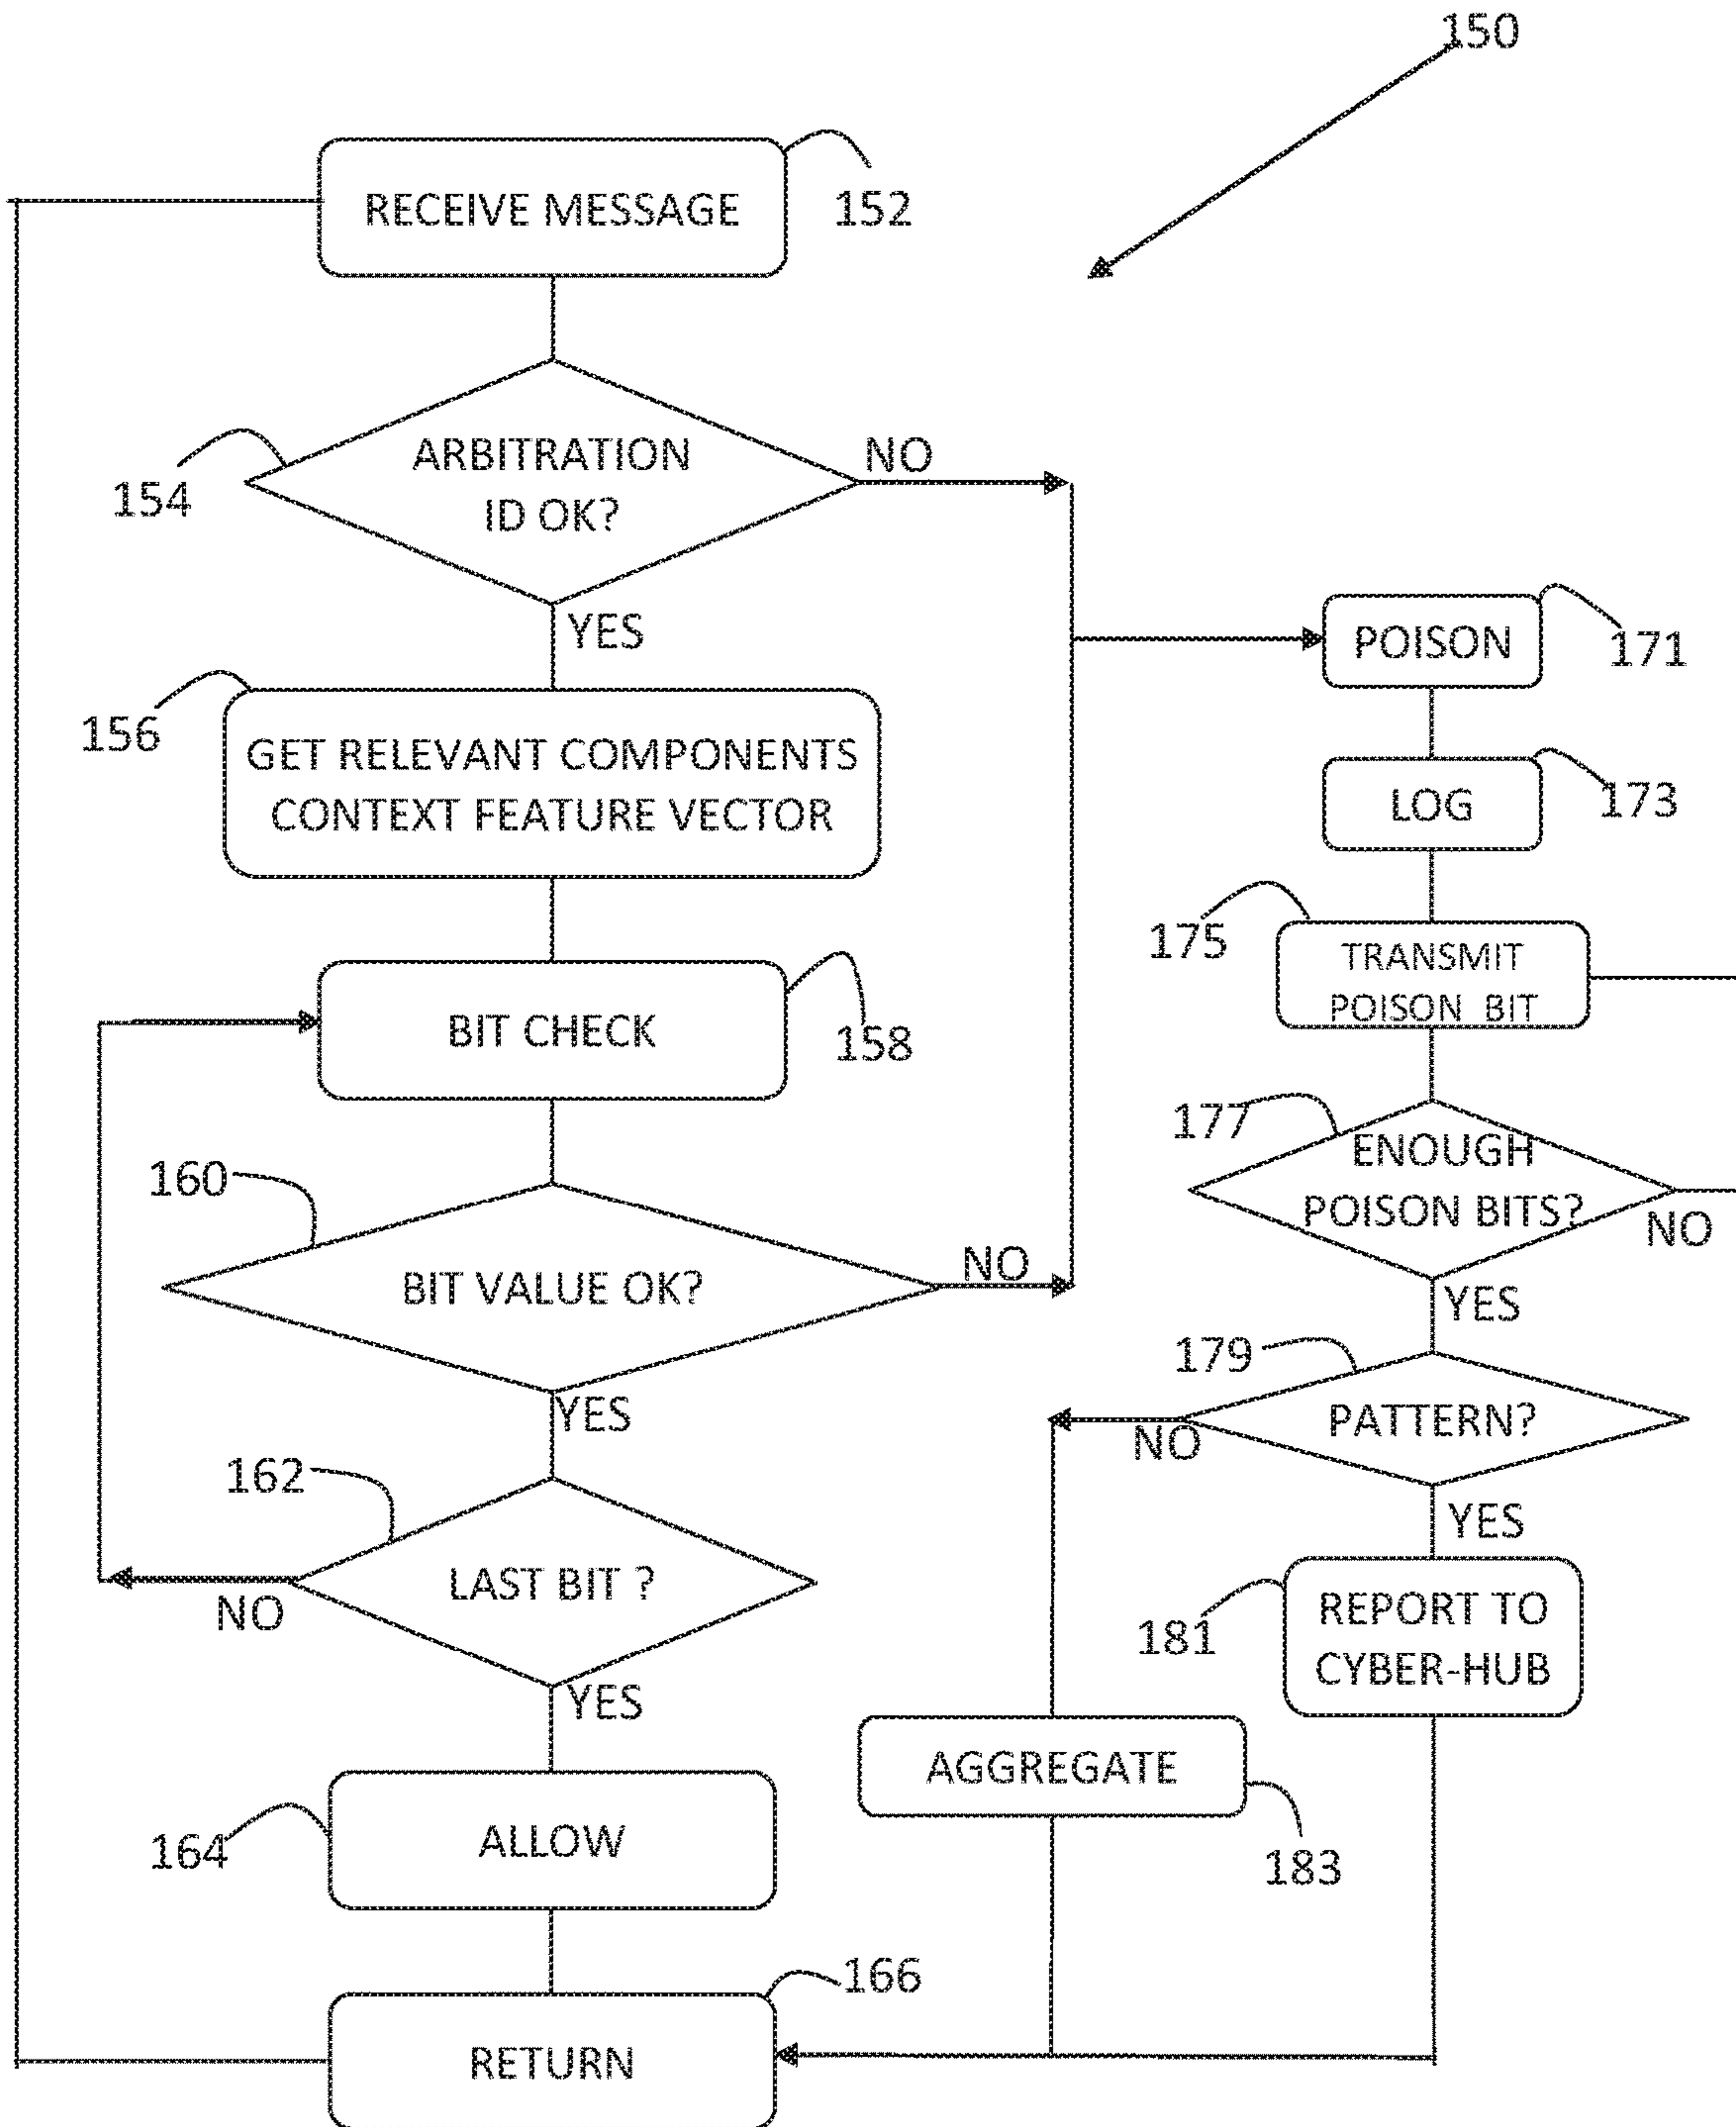 150
RECEIVE MESSAGE
152
ARBITRATION
ID OK?
NO
154
YES
156
GET RELEVANT COMPONENTS
CONTEXT FEATURE VECTOR
BIT CHECK
158
160
BIT VALUE OK?
NO
YES
162
LAST BIT ?
NO
YES
164
ALLOW
166
RETURN
POISON
171
LOG
173
175
TRANSMIT
POISON BIT
177
ENOUGH
POISON BITS?
NO
YES
179
PATTERN?
NO
YES
181
REPORT TO
CYBER-HUB
AGGREGATE
183